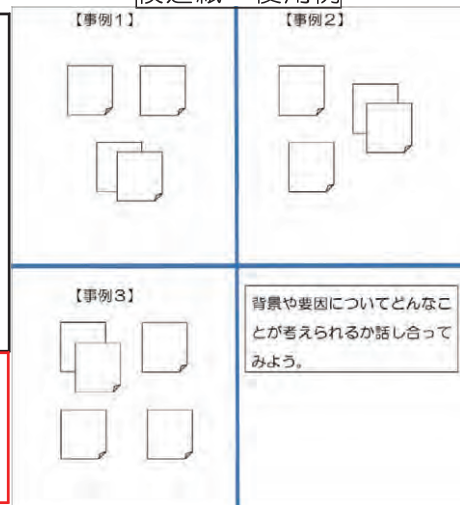 【事例1】
【事例2】
【事例3】
背景や要因についてどんなこ
とが考えられるか話し合って
みよう。